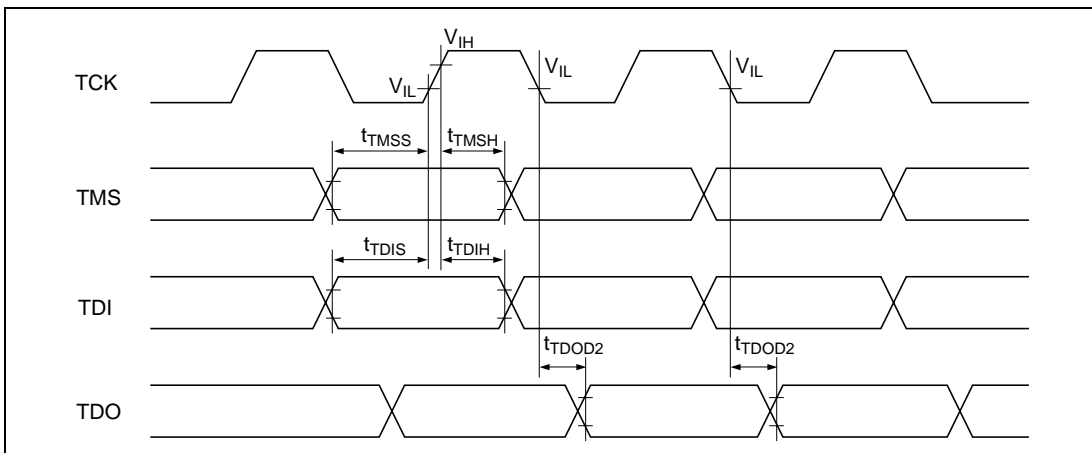 V_IH
TCK V_IL V_IL V_IL
t_TMSS t_TMSH
TMS
t_TDIS t_TDIH
TDI
t_TDOD2 t_TDOD2
TDO